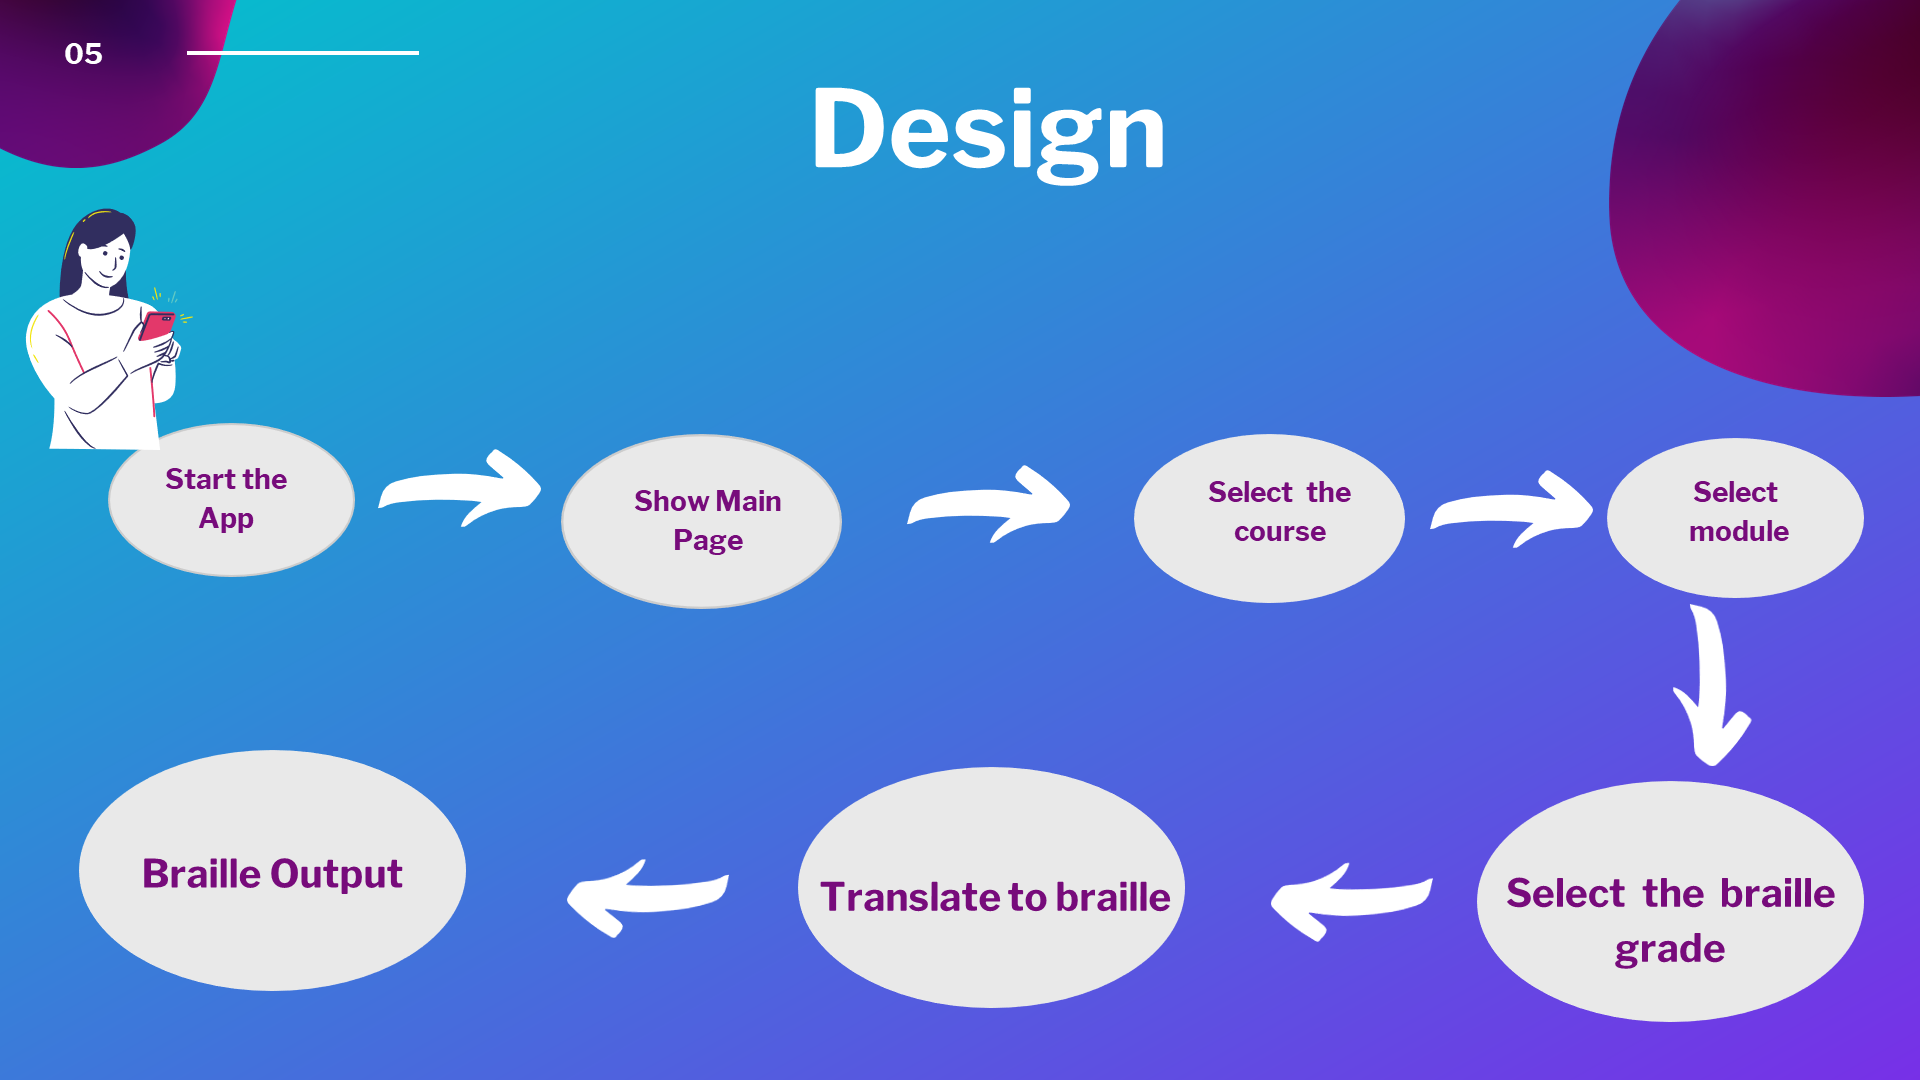 05
Design
Start the
App
Show Main
Page
Select the
course
Select
module
Select the braille
grade
Translate to braille
Braille Output